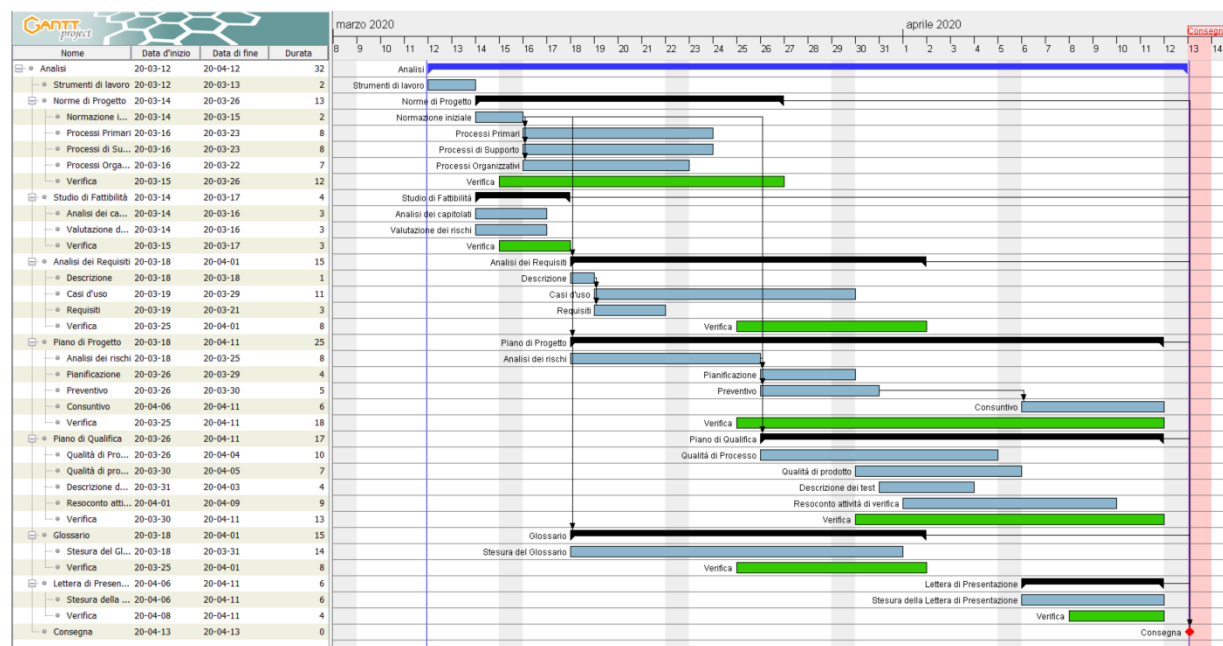 GANTT
project
marzo 2020
aprile 2020
Consegn
Nome Data d'inizio Data di fine Durata
8 9 10 11 12 13 14 15 16 17 18 19 20 21 22 23 24 25 26 27 28 29 30 31 1 2 3 4 5 6 7 8 9 10 11 12 13 14
Analisi 20-03-12 20-04-12 32 Analisi
Strumenti di lavoro 20-03-12 20-03-13 2 Strumenti di lavoro
Norme di Progetto 20-03-14 20-03-26 13 Norme di Progetto
Normazione i... 20-03-14 20-03-15 2 Normazione iniziale
Processi Primari 20-03-16 20-03-23 8 Processi Primari
Processi di Su... 20-03-16 20-03-23 8 Processi di Supporto
Processi Orga... 20-03-16 20-03-22 7 Processi Organizzativi
Verifica 20-03-15 20-03-26 12 Verifica
Studio di Fattibilità 20-03-14 20-03-17 4 Studio di Fattibilità
Analisi dei ca... 20-03-14 20-03-16 3 Analisi dei capitolati
Valutazione d... 20-03-14 20-03-16 3 Valutazione dei rischi
Verifica 20-03-15 20-03-17 3 Verifica
Analisi dei Requisiti 20-03-18 20-04-01 15 Analisi dei Requisiti
Descrizione 20-03-18 20-03-18 1 Descrizione
Casi d'uso 20-03-19 20-03-29 11 Casi d'uso
Requisiti 20-03-19 20-03-21 3 Requisiti
Verifica 20-03-25 20-04-01 8 Verifica
Piano di Progetto 20-03-18 20-04-11 25 Piano di Progetto
Analisi dei rischi 20-03-18 20-03-25 8 Analisi dei rischi
Pianificazione 20-03-26 20-03-29 4 Pianificazione
Preventivo 20-03-26 20-03-30 5 Preventivo
Consuntivo 20-04-06 20-04-11 6 Consuntivo
Verifica 20-03-25 20-04-11 18 Verifica
Piano di Qualifica 20-03-26 20-04-11 17 Piano di Qualifica
Qualità di Pro... 20-03-26 20-04-04 10 Qualità di Processo
Qualità di pro... 20-03-30 20-04-05 7 Qualità di prodotto
Descrizione d... 20-03-31 20-04-03 4 Descrizione dei test
Resoconto atti... 20-04-01 20-04-09 9 Resoconto attività di verifica
Verifica 20-03-30 20-04-11 13 Verifica
Glossario 20-03-18 20-04-01 15 Glossario
Stesura del Gl... 20-03-18 20-03-31 14 Stesura del Glossario
Verifica 20-03-25 20-04-01 8 Verifica
Lettera di Presen... 20-04-06 20-04-11 6 Lettera di Presentazione
Stesura della ... 20-04-06 20-04-11 6 Stesura della Lettera di Presentazione
Verifica 20-04-08 20-04-11 4 Verifica
Consegna 20-04-13 20-04-13 0 Consegna